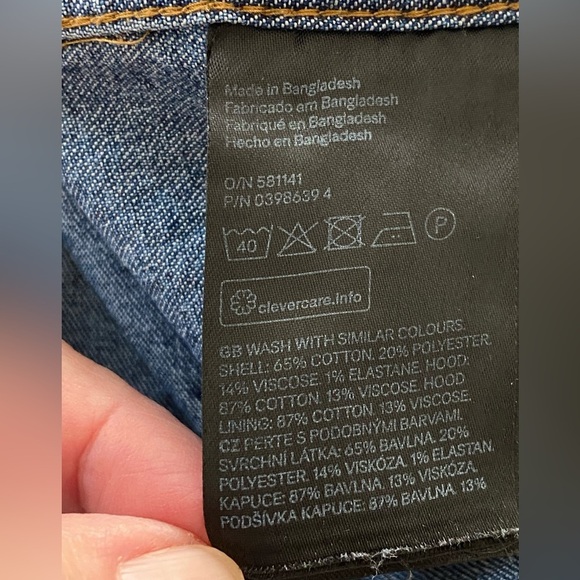 Made in Bangladesh
Fabricado em Bangladesh
Fabriqué en Bangladesh
Hecho en Bangladesh
O/N 581141
P/N 0398639 4
40 P
clevercare.info
GB WASH WITH SIMILAR COLOURS.
SHELL: 65% COTTON. 20% POLYESTER.
14% VISCOSE. 1% ELASTANE. HOOD:
87% COTTON. 13% VISCOSE. HOOD
LINING: 87% COTTON. 13% VISCOSE.
CZ PERTE S PODOBNÝMI BARVAMI.
SVRCHNÍ LÁTKA: 65% BAVLNA. 20%
POLYESTER. 14% VISKÓZA. 1% ELASTAN.
KAPUCE: 87% BAVLNA. 13% VISKÓZA.
PODŠÍVKA KAPUCE: 87% BAVLNA. 13%